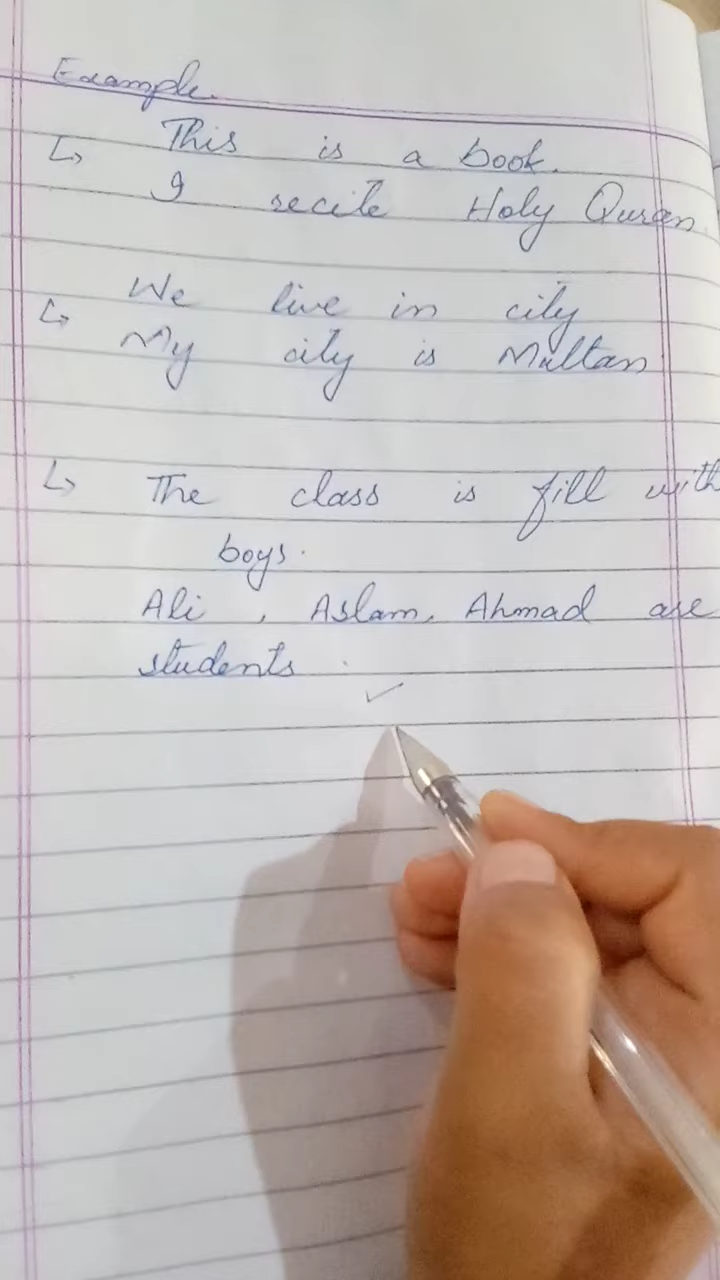 Example.
This is a book.
I recite Holy Quran.
We live in city
My city is Multan
The class is fill with
boys.
Ali , Aslam, Ahmad are
students .